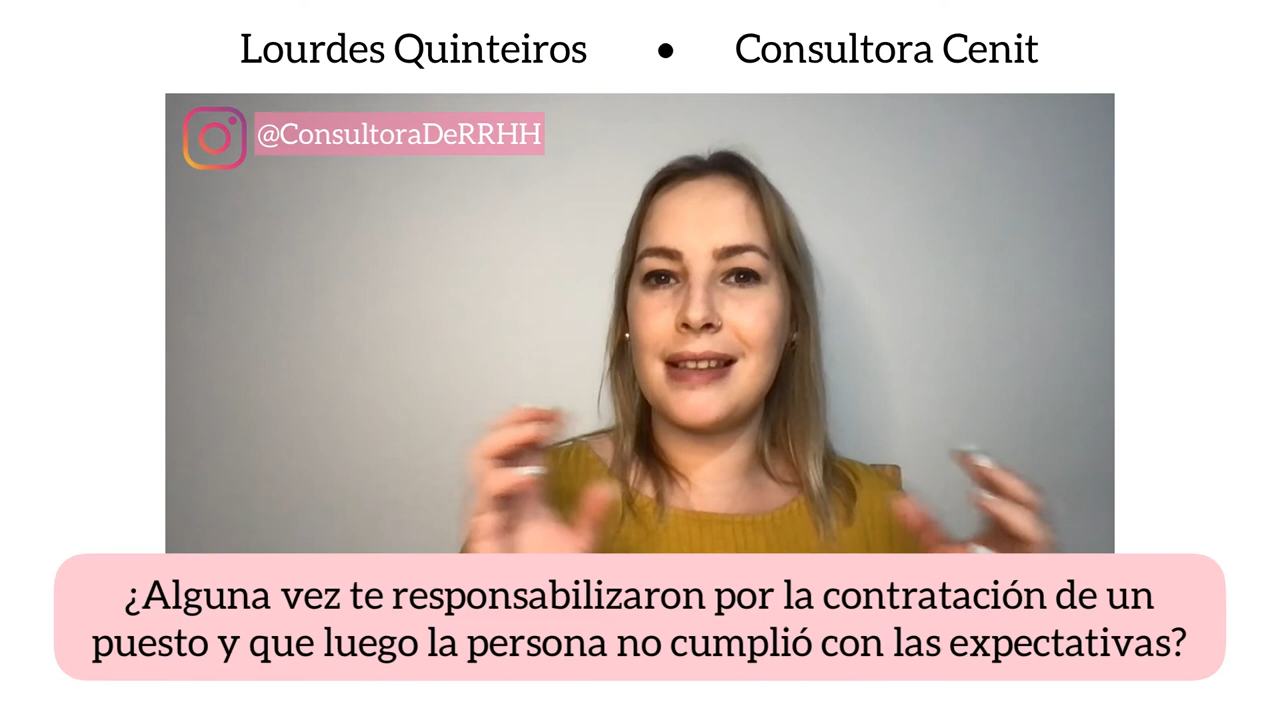 Lourdes Quinteiros • Consultora Cenit
@ConsultoraDeRRHH
¿Alguna vez te responsabilizaron por la contratación de un
puesto y que luego la persona no cumplió con las expectativas?